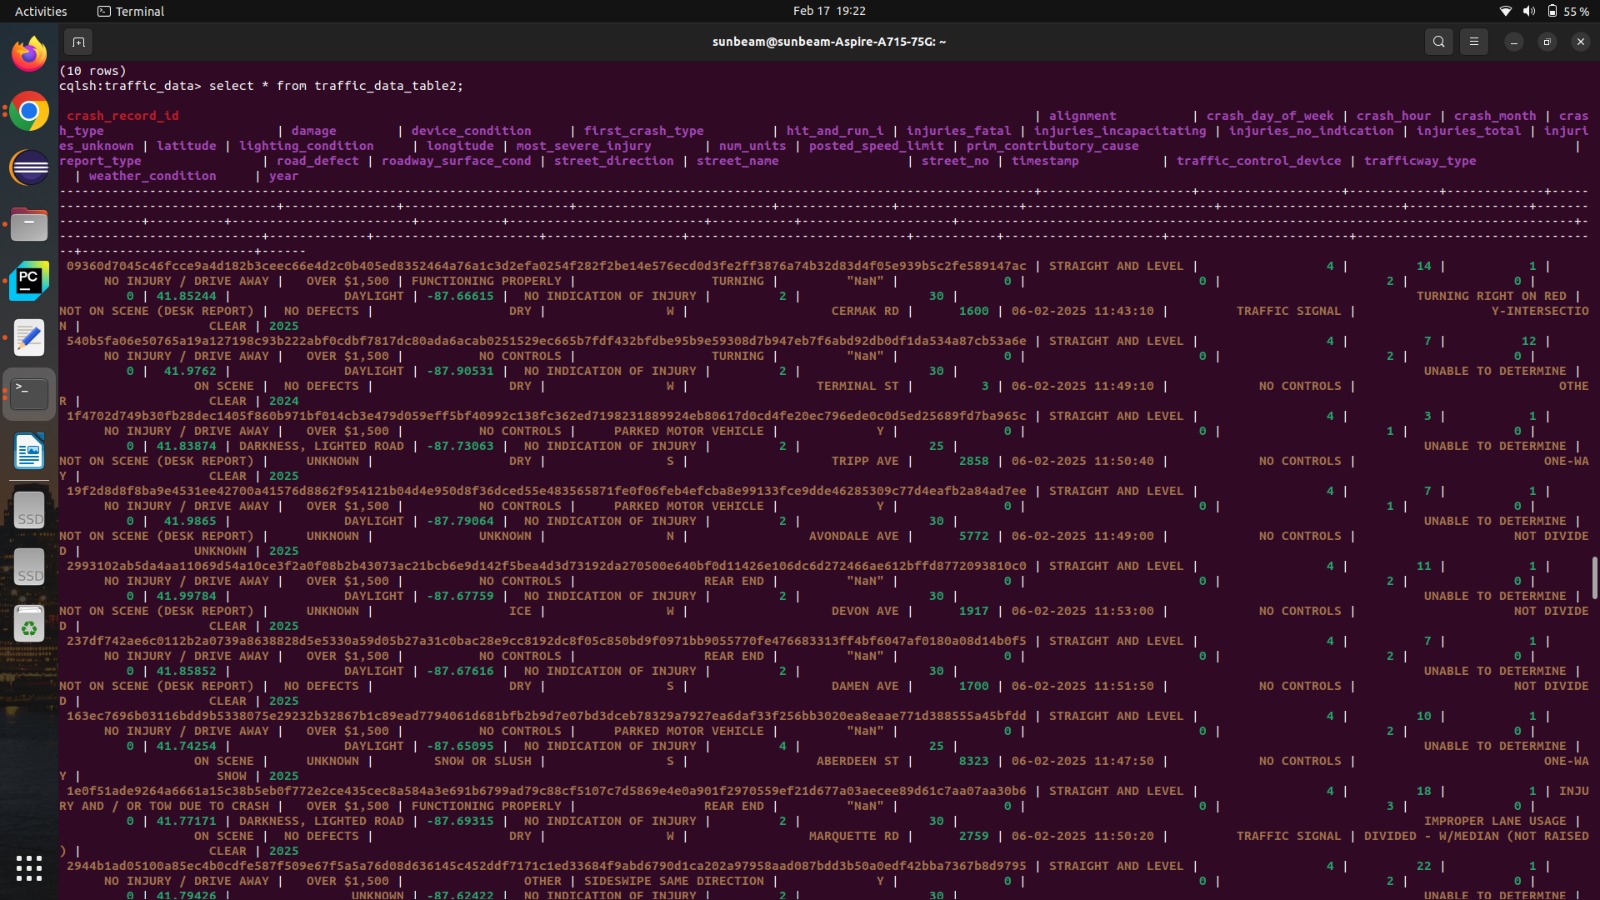 Activities Terminal Feb 17 19:22 55 %
sunbeam@sunbeam-Aspire-A715-75G: ~
(10 rows)
cqlsh:traffic_data> select * from traffic_data_table2;
crash_record_id | alignment | crash_day_of_week | crash_hour | crash_month | cras
h_type | damage | device_condition | first_crash_type | hit_and_run_i | injuries_fatal | injuries_incapacitating | injuries_no_indication | injuries_total | injuri
es_unknown | latitude | lighting_condition | longitude | most_severe_injury | num_units | posted_speed_limit | prim_contributory_cause |
report_type | road_defect | roadway_surface_cond | street_direction | street_name | street_no | timestamp | traffic_control_device | trafficway_type
| weather_condition | year
09360d7045c46fcce9a4d182b3ceec66e4d2c0b405ed8352464a76a1c3d2efa0254f282f2be14e576ecd0d3fe2ff3876a74b32d83d4f05e939b5c2fe589147ac | STRAIGHT AND LEVEL | 4 | 14 | 1 |
NO INJURY / DRIVE AWAY | OVER $1,500 | FUNCTIONING PROPERLY | TURNING | "NaN" | 0 | 0 | 2 | 0 |
0 | 41.85244 | DAYLIGHT | -87.66615 | NO INDICATION OF INJURY | 2 | 30 | TURNING RIGHT ON RED |
NOT ON SCENE (DESK REPORT) | NO DEFECTS | DRY | W | CERMAK RD | 1600 | 06-02-2025 11:43:10 | TRAFFIC SIGNAL | Y-INTERSECTIO
N | CLEAR | 2025
540b5fa06e50765a19a127198c93b222abf0cdbf7817dc80ada6acab0251529ec665b7fdf432bfdbe95b9e59308d7b947eb7f6abd92db0df1da534a87cb53a6e | STRAIGHT AND LEVEL | 4 | 7 | 12 |
NO INJURY / DRIVE AWAY | OVER $1,500 | NO CONTROLS | TURNING | "NaN" | 0 | 0 | 2 | 0 |
0 | 41.9762 | DAYLIGHT | -87.90531 | NO INDICATION OF INJURY | 2 | 30 | UNABLE TO DETERMINE |
ON SCENE | NO DEFECTS | DRY | W | TERMINAL ST | 3 | 06-02-2025 11:49:10 | NO CONTROLS | OTHE
R | CLEAR | 2024
1f4702d749b30fb28dec1405f860b971bf014cb3e479d059eff5bf40992c138fc362ed7198231889924eb80617d0cd4fe20ec796ede0c0d5ed25689fd7ba965c | STRAIGHT AND LEVEL | 4 | 3 | 1 |
NO INJURY / DRIVE AWAY | OVER $1,500 | NO CONTROLS | PARKED MOTOR VEHICLE | Y | 0 | 0 | 1 | 0 |
0 | 41.83874 | DARKNESS, LIGHTED ROAD | -87.73063 | NO INDICATION OF INJURY | 2 | 25 | UNABLE TO DETERMINE |
NOT ON SCENE (DESK REPORT) | UNKNOWN | DRY | S | TRIPP AVE | 2858 | 06-02-2025 11:50:40 | NO CONTROLS | ONE-WA
Y | CLEAR | 2025
19f2d8d8f8ba9e4531ee42700a41576d8862f954121b04d4e950d8f36dced55e483565871fe0f06feb4efcba8e99133fce9dde46285309c77d4eafb2a84ad7ee | STRAIGHT AND LEVEL | 4 | 7 | 1 |
NO INJURY / DRIVE AWAY | OVER $1,500 | NO CONTROLS | PARKED MOTOR VEHICLE | Y | 0 | 0 | 1 | 0 |
0 | 41.9865 | DAYLIGHT | -87.79064 | NO INDICATION OF INJURY | 2 | 30 | UNABLE TO DETERMINE |
NOT ON SCENE (DESK REPORT) | UNKNOWN | UNKNOWN | N | AVONDALE AVE | 5772 | 06-02-2025 11:49:00 | NO CONTROLS | NOT DIVIDE
D | UNKNOWN | 2025
2993102ab5da4aa11069d54a10ce3f2a0f08b2b43073ac21bcb6e9d142f5bea4d3d73192da270500e640bf0d11426e106dc6d272466ae612bffd8772093810c0 | STRAIGHT AND LEVEL | 4 | 11 | 1 |
NO INJURY / DRIVE AWAY | OVER $1,500 | NO CONTROLS | REAR END | "NaN" | 0 | 0 | 2 | 0 |
0 | 41.99784 | DAYLIGHT | -87.67759 | NO INDICATION OF INJURY | 2 | 30 | UNABLE TO DETERMINE |
NOT ON SCENE (DESK REPORT) | UNKNOWN | ICE | W | DEVON AVE | 1917 | 06-02-2025 11:53:00 | NO CONTROLS | NOT DIVIDE
D | CLEAR | 2025
237df742ae6c0112b2a0739a8638828d5e5330a59d05b27a31c0bac28e9cc8192dc8f05c850bd9f0971bb9055770fe476683313ff4bf6047af0180a08d14b0f5 | STRAIGHT AND LEVEL | 4 | 7 | 1 |
NO INJURY / DRIVE AWAY | OVER $1,500 | NO CONTROLS | REAR END | "NaN" | 0 | 0 | 2 | 0 |
0 | 41.85852 | DAYLIGHT | -87.67616 | NO INDICATION OF INJURY | 2 | 30 | UNABLE TO DETERMINE |
NOT ON SCENE (DESK REPORT) | NO DEFECTS | DRY | S | DAMEN AVE | 1700 | 06-02-2025 11:51:50 | NO CONTROLS | NOT DIVIDE
D | CLEAR | 2025
163ec7696b03116bdd9b5338075e29232b32867b1c89ead7794061d681bfb2b9d7e07bd3dceb78329a7927ea6daf33f256bb3020ea8eaae771d388555a45bfdd | STRAIGHT AND LEVEL | 4 | 10 | 1 |
NO INJURY / DRIVE AWAY | OVER $1,500 | NO CONTROLS | PARKED MOTOR VEHICLE | "NaN" | 0 | 0 | 2 | 0 |
0 | 41.74254 | DAYLIGHT | -87.65095 | NO INDICATION OF INJURY | 4 | 25 | UNABLE TO DETERMINE |
ON SCENE | UNKNOWN | SNOW OR SLUSH | S | ABERDEEN ST | 8323 | 06-02-2025 11:47:50 | NO CONTROLS | ONE-WA
Y | SNOW | 2025
1e0f51ade9264a6661a15c38b5eb0f772e2ce435cec8a584a3e691b6799ad79c88cf5107c7d5869e4e0a901f2970559ef21d677a03aecee89d61c7aa07aa30b6 | STRAIGHT AND LEVEL | 4 | 18 | 1 | INJU
RY AND / OR TOW DUE TO CRASH | OVER $1,500 | FUNCTIONING PROPERLY | REAR END | "NaN" | 0 | 0 | 3 | 0 |
0 | 41.77171 | DARKNESS, LIGHTED ROAD | -87.69315 | NO INDICATION OF INJURY | 2 | 30 | IMPROPER LANE USAGE |
ON SCENE | NO DEFECTS | DRY | W | MARQUETTE RD | 2759 | 06-02-2025 11:50:20 | TRAFFIC SIGNAL | DIVIDED - W/MEDIAN (NOT RAISED
) | CLEAR | 2025
2944b1ad05100a85ec4b0cdfe587f509e67f5a5a76d08d636145c452ddf7171c1ed33684f9abd6790d1ca202a97958aad087bdd3b50a0edf42bba7367b8d9795 | STRAIGHT AND LEVEL | 4 | 22 | 1 |
NO INJURY / DRIVE AWAY | OVER $1,500 | OTHER | SIDESWIPE SAME DIRECTION | Y | 0 | 0 | 2 | 0 |
0 | 41.79426 | UNKNOWN | -87.62422 | NO INDICATION OF INJURY | 2 | 30 | UNABLE TO DETERMINE |